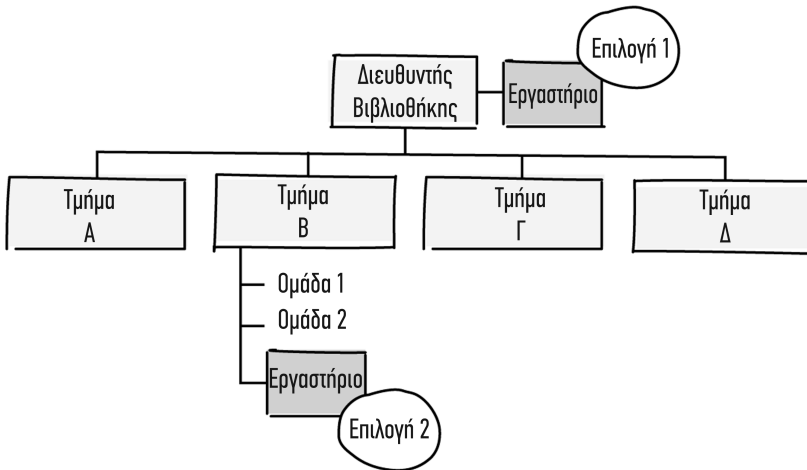 Επιλογή 1
Διευθυντής
Βιβλιοθήκης
Εργαστήριο
Τμήμα
Α
Τμήμα
Β
Τμήμα
Γ
Τμήμα
Δ
Ομάδα 1
Ομάδα 2
Εργαστήριο
Επιλογή 2